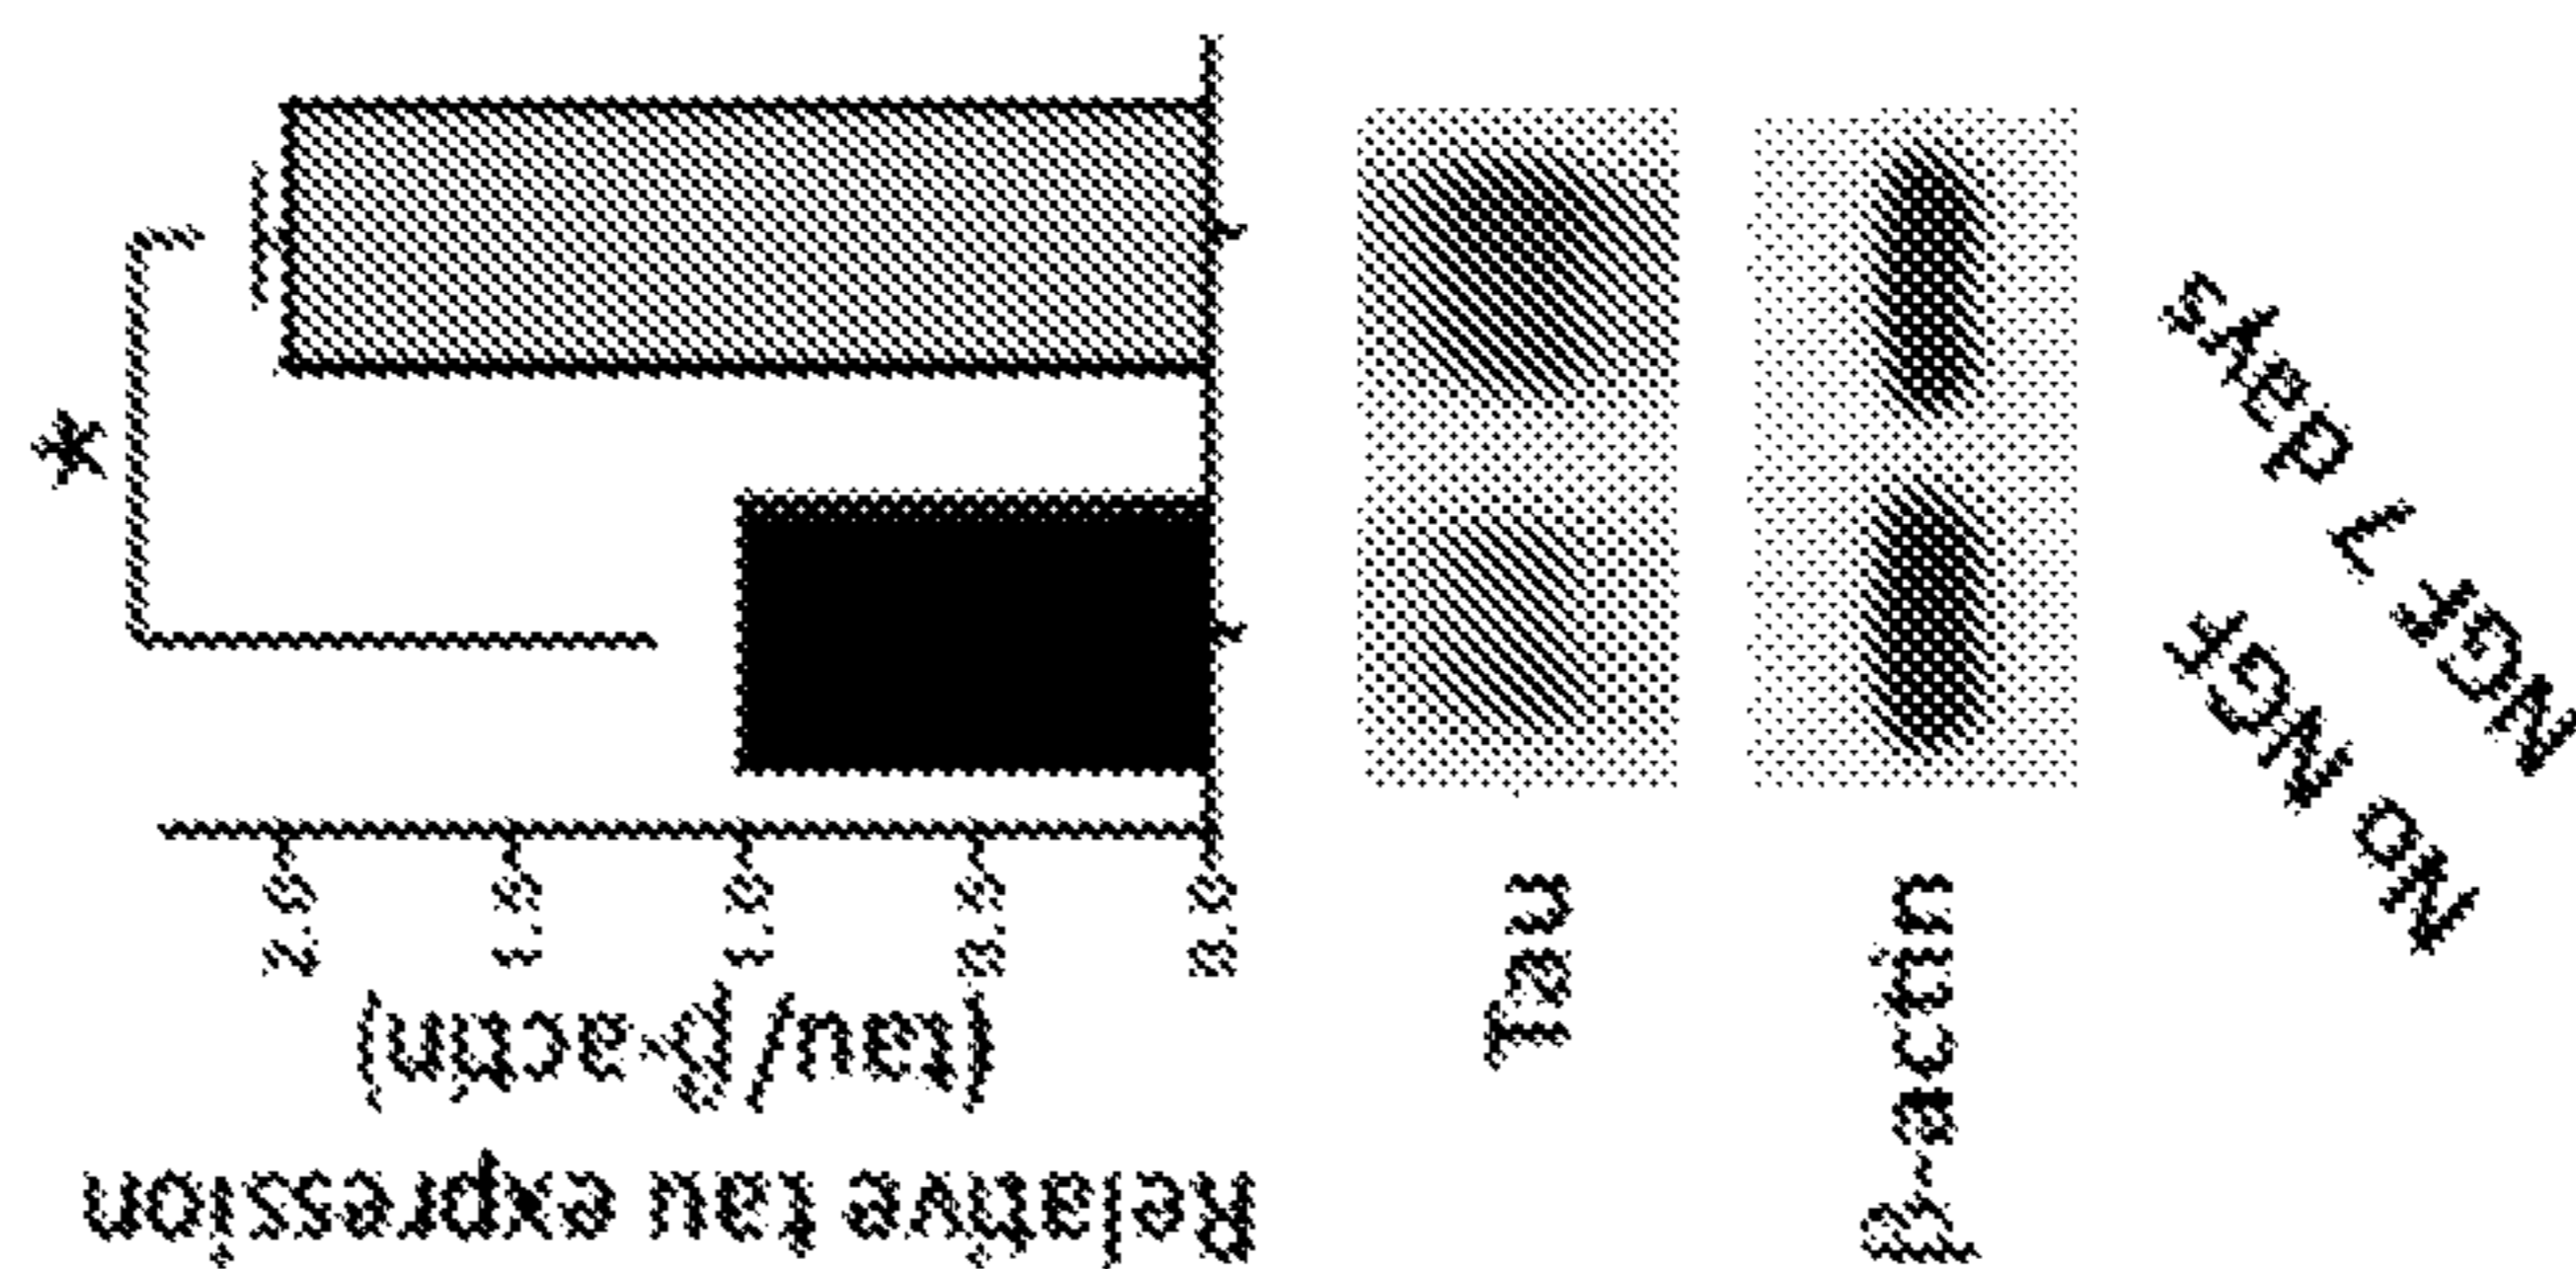 Relative tau expression
(tau/β-actin)
2.0
1.5
1.0
0.5
0.0
*
Tau
β-actin
No NGF
NGF 7 days